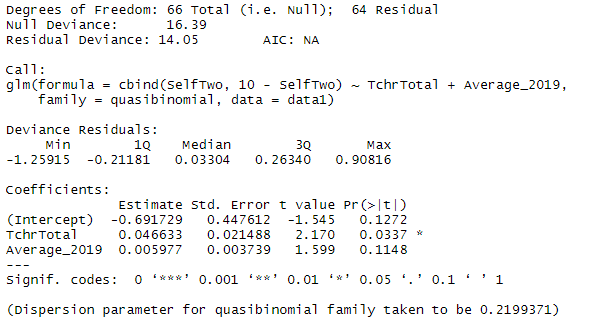 Degrees of Freedom: 66 Total (i.e. Null);  64 Residual
Null Deviance:      16.39
Residual Deviance: 14.05        AIC: NA

Call:
glm(formula = cbind(SelfTwo, 10 - SelfTwo) ~ TchrTotal + Average_2019,
    family = quasibinomial, data = data1)

Deviance Residuals:
     Min        1Q    Median        3Q       Max
-1.25915  -0.21181   0.03304   0.26340   0.90816

Coefficients:
              Estimate Std. Error t value Pr(>|t|)
(Intercept)  -0.691729   0.447612  -1.545   0.1272
TchrTotal     0.046633   0.021488   2.170   0.0337 *
Average_2019  0.005977   0.003739   1.599   0.1148
---
Signif. codes:  0 ‘***’ 0.001 ‘**’ 0.01 ‘*’ 0.05 ‘.’ 0.1 ‘ ’ 1

(Dispersion parameter for quasibinomial family taken to be 0.2199371)